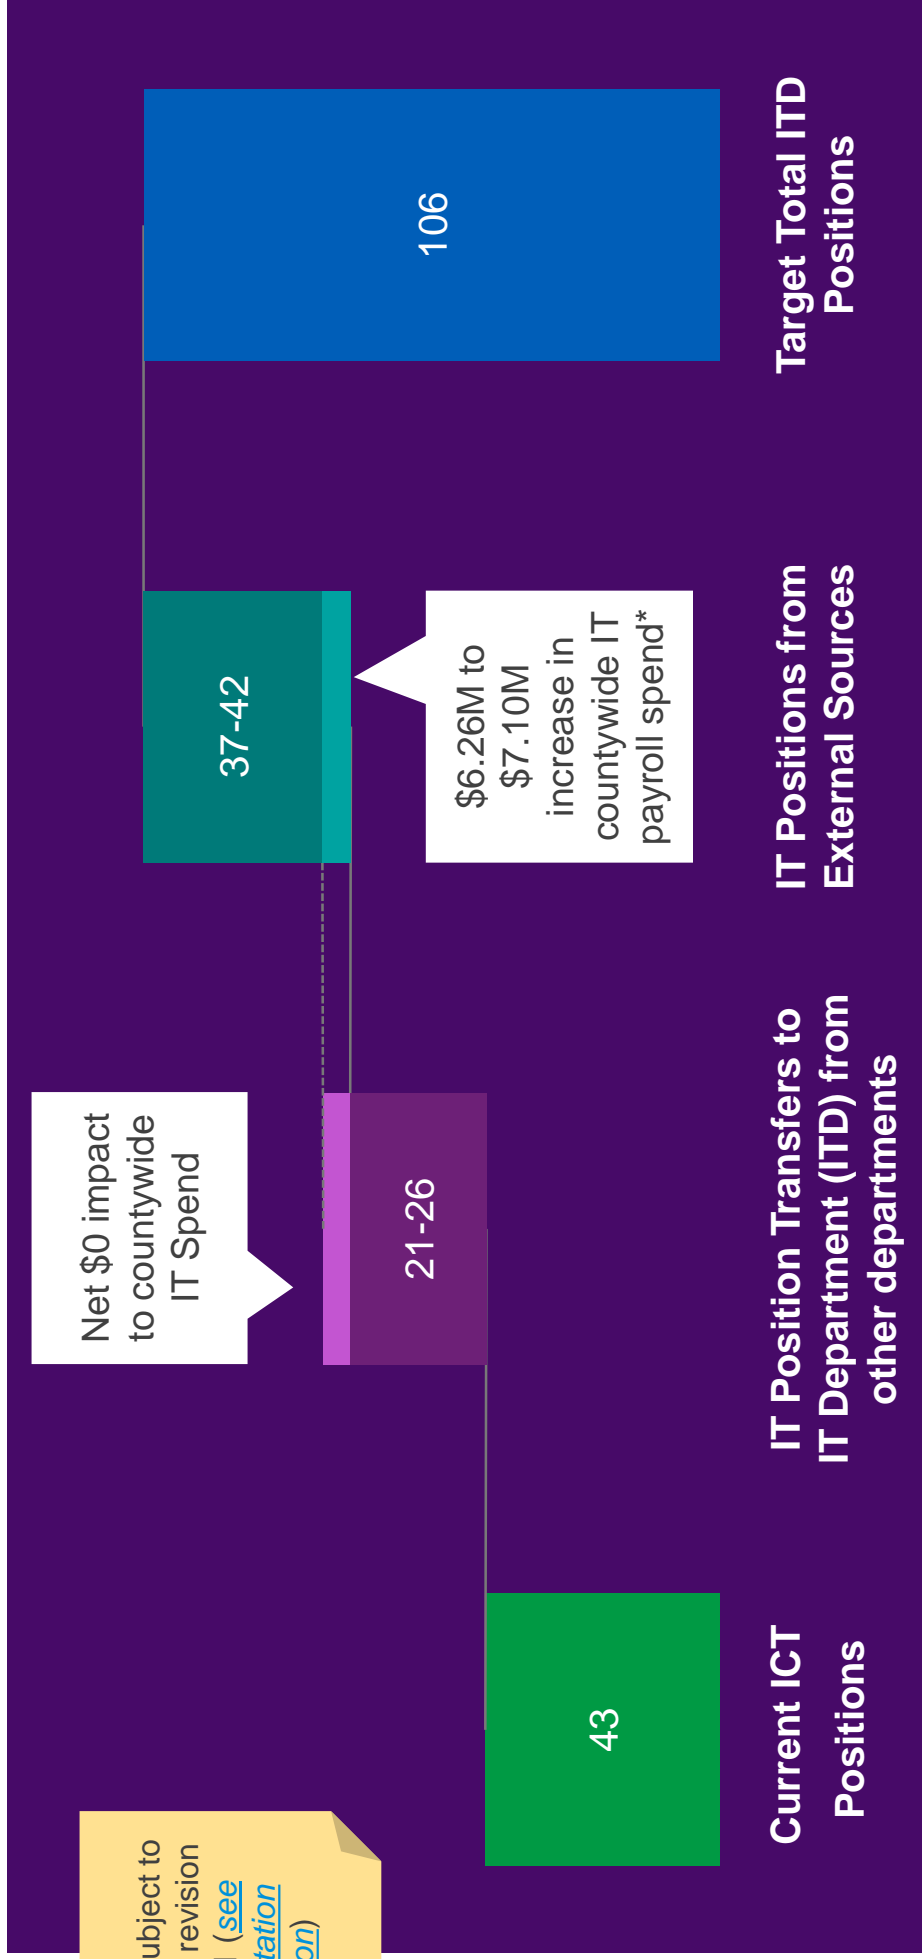 subject to
revision
(see
on)
43
Current ICT
Positions
Net $0 impact
to countywide
IT Spend
21-26
IT Position Transfers to
IT Department (ITD) from
other departments
37-42
$6.26M to
$7.10M
increase in
countywide IT
payroll spend*
IT Positions from
External Sources
106
Target Total ITD
Positions